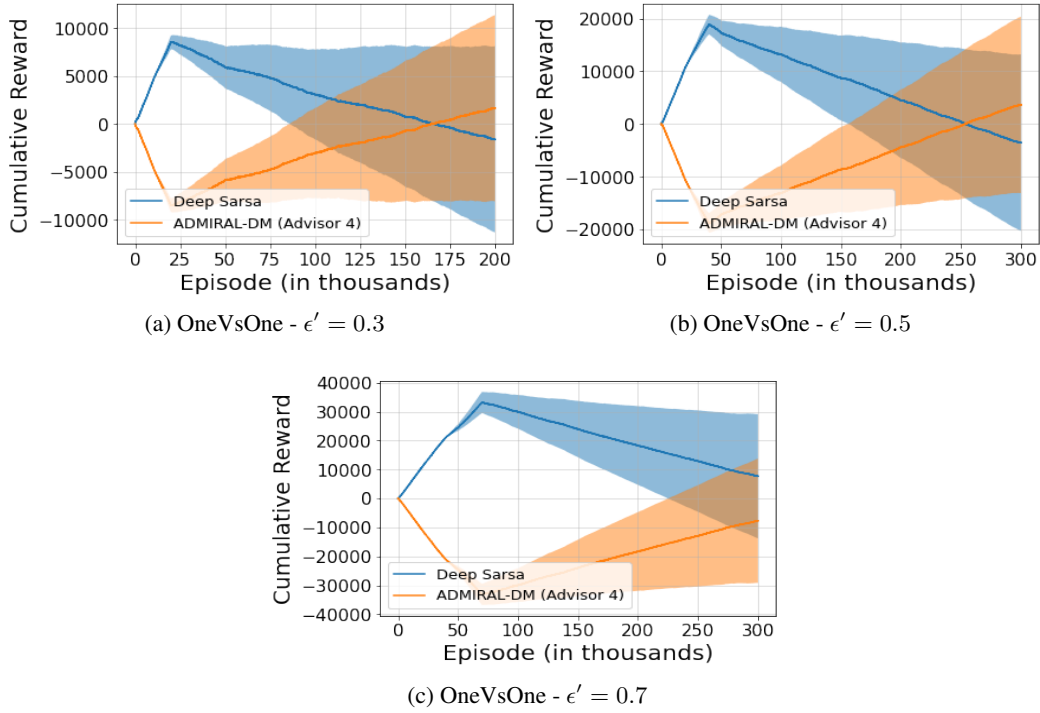 10000
5000
0
−5000
−10000
Cumulative Reward
Deep Sarsa
ADMIRAL-DM (Advisor 4)
0 25 50 75 100 125 150 175 200
Episode (in thousands)
(a) OneVsOne - ϵ′ = 0.3
20000
10000
0
−10000
−20000
Cumulative Reward
Deep Sarsa
ADMIRAL-DM (Advisor 4)
0 50 100 150 200 250 300
Episode (in thousands)
(b) OneVsOne - ϵ′ = 0.5
40000
30000
20000
10000
0
−10000
−20000
−30000
−40000
Cumulative Reward
Deep Sarsa
ADMIRAL-DM (Advisor 4)
0 50 100 150 200 250 300
Episode (in thousands)
(c) OneVsOne - ϵ′ = 0.7